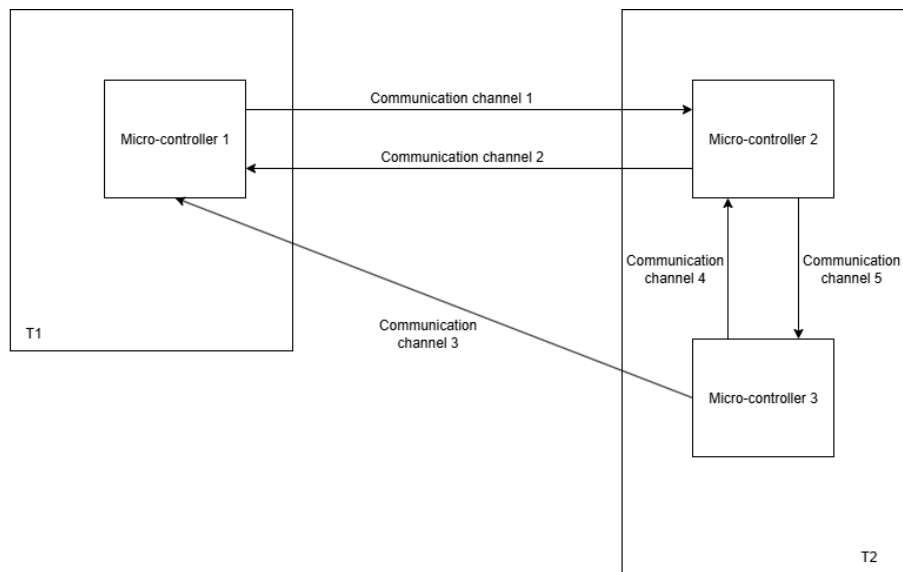 Communication channel 1
Micro-controller 1
Micro-controller 2
Communication channel 2
Communication
channel 4
Communication
channel 5
T1
Communication
channel 3
Micro-controller 3
T2